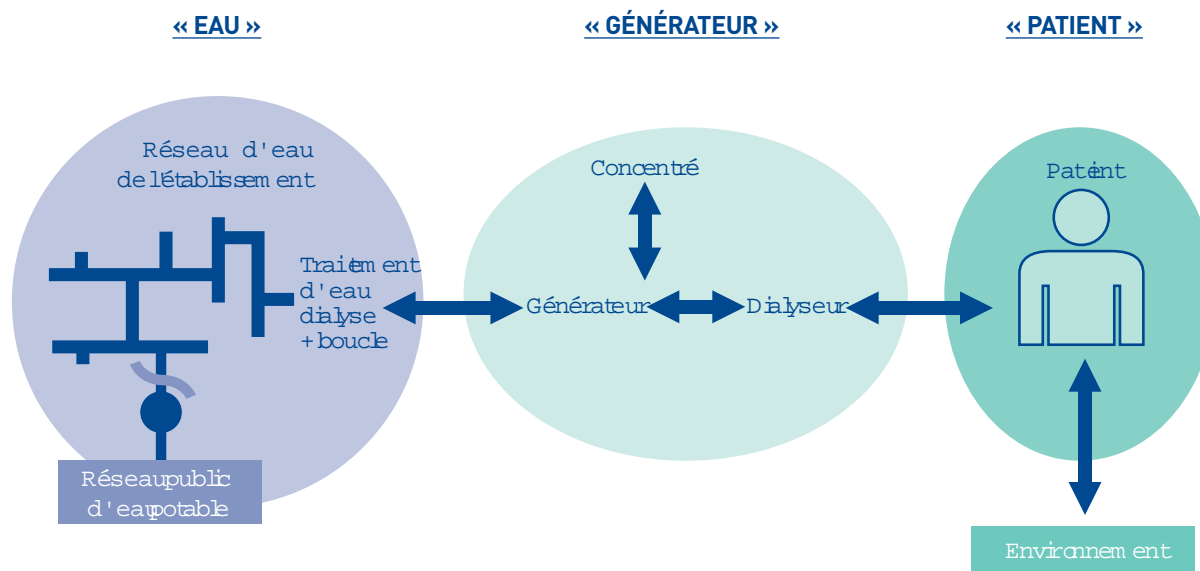 « EAU »
« GÉNÉRATEUR »
« PATIENT »
Réseau d'eau
de l'établissement
Traitement
d'eau
dialyse
+ boucle
Réseau public
d'eau potable
Concentré
Générateur
Dialyseur
Patient
Environnement